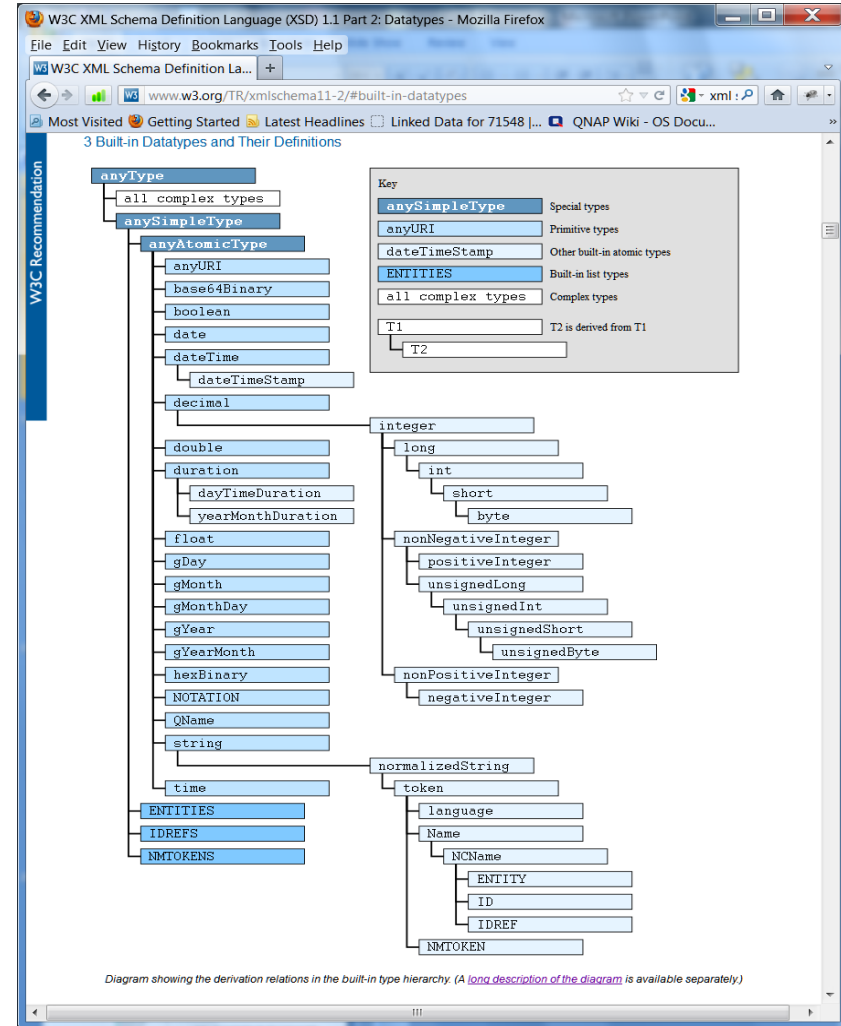 W3C XML Schema Definition Language (XSD) 1.1 Part 2: Datatypes - Mozilla Firefox
File Edit View History Bookmarks Tools Help
W3C XML Schema Definition La... +
www.w3.org/TR/xmlschema11-2/#built-in-datatypes
xml :
Most Visited Getting Started Latest Headlines Linked Data for 71548 |... QNAP Wiki - OS Docu... »
W3C Recommendation
3 Built-in Datatypes and Their Definitions
anyType
all complex types
anySimpleType
anyAtomicType
anyURI
base64Binary
boolean
date
dateTime
dateTimeStamp
decimal
integer
long
int
short
byte
nonNegativeInteger
positiveInteger
unsignedLong
unsignedInt
unsignedShort
unsignedByte
nonPositiveInteger
negativeInteger
double
duration
dayTimeDuration
yearMonthDuration
float
gDay
gMonth
gMonthDay
gYear
gYearMonth
hexBinary
NOTATION
QName
string
normalizedString
token
language
Name
NCName
ENTITY
ID
IDREF
NMTOKEN
time
ENTITIES
IDREFS
NMTOKENS
Key
anySimpleType Special types
anyURI Primitive types
dateTimeStamp Other built-in atomic types
ENTITIES Built-in list types
all complex types Complex types
T1 T2 is derived from T1
T2
Diagram showing the derivation relations in the built-in type hierarchy. (A long description of the diagram is available separately.)